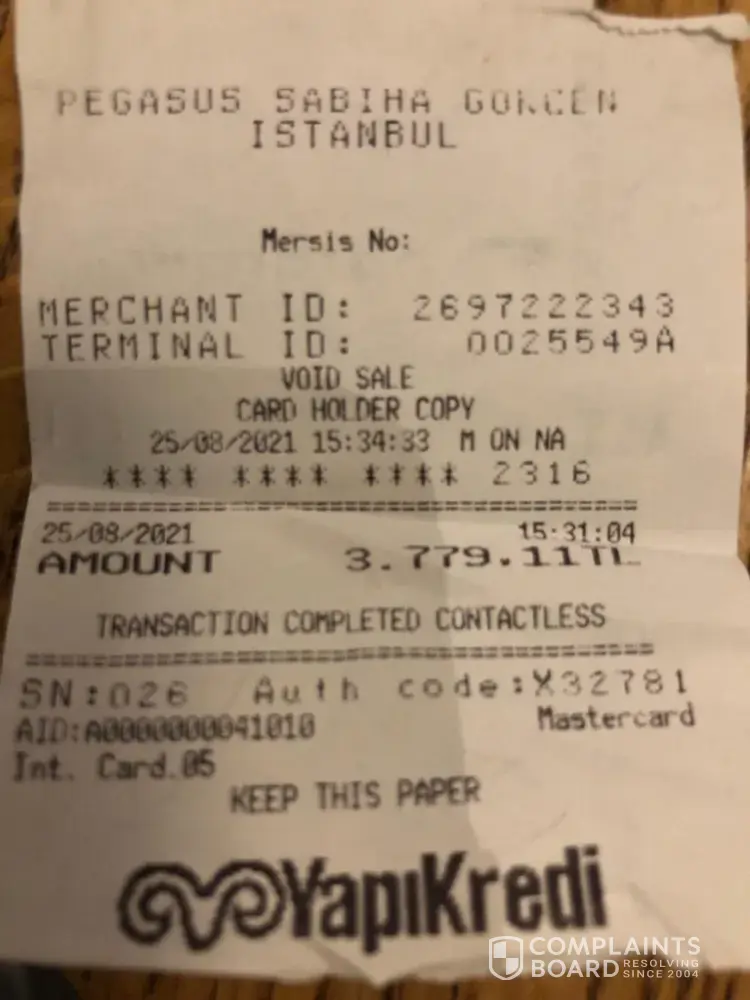 PEGASUS SABIHA GOKCEN
ISTANBUL
Mersis No:
MERCHANT ID: 2697222343
TERMINAL ID: 0025549A
VOID SALE
CARD HOLDER COPY
25/08/2021 15:34:33 M ON NA
**** **** **** 2316
25/08/2021 15:31:04
AMOUNT 3.779.11TL
TRANSACTION COMPLETED CONTACTLESS
SN:026 Auth code:X32781
AID:A0000000041010 Mastercard
Int. Card.05
KEEP THIS PAPER
YapıKredi
COMPLAINTS
BOARD RESOLVING
SINCE 2004